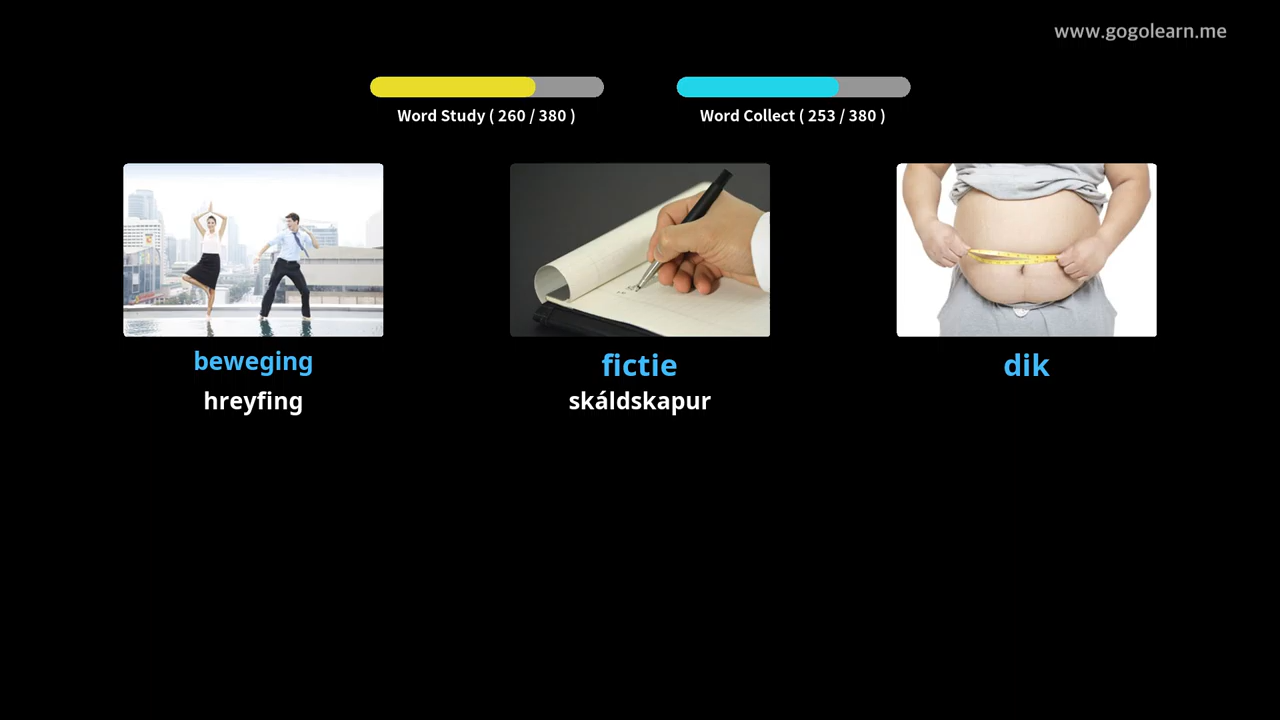 www.gogolearn.me
Word Study ( 260 / 380 )
Word Collect ( 253 / 380 )
beweging
fictie
dik
hreyfing
skáldskapur